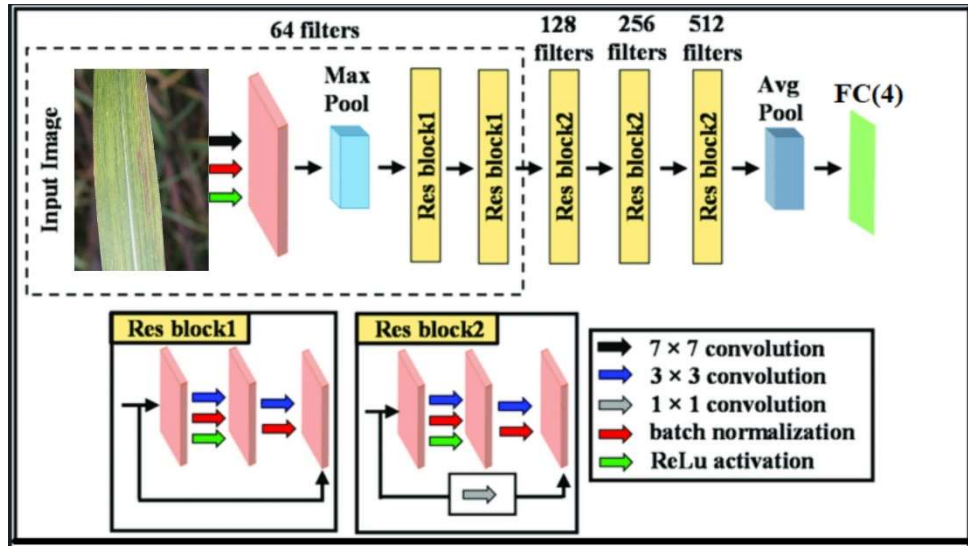 64 filters
128
filters
256
filters
512
filters
Input Image
Max
Pool
Res block1
Res block1
Res block2
Res block2
Res block2
Avg
Pool
FC(4)
Res block1
Res block2
7 × 7 convolution
3 × 3 convolution
1 × 1 convolution
batch normalization
ReLu activation